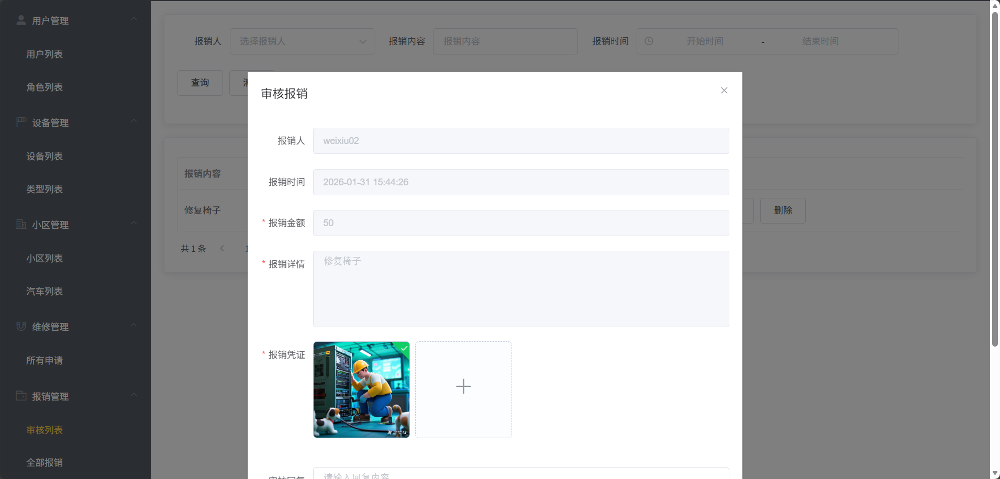 用户管理
用户列表
角色列表
设备管理
设备列表
类型列表
小区管理
小区列表
汽车列表
维修管理
所有申请
报销管理
审核列表
全部报销
报销人 选择报销人 报销内容 报销内容 报销时间 开始时间 - 结束时间
查询
报销内容
修复椅子 删除
共 1 条
审核报销
报销人 weixiu02
报销时间 2026-01-31 15:44:26
* 报销金额 50
* 报销详情 修复椅子
* 报销凭证
审核回复 请输入回复内容